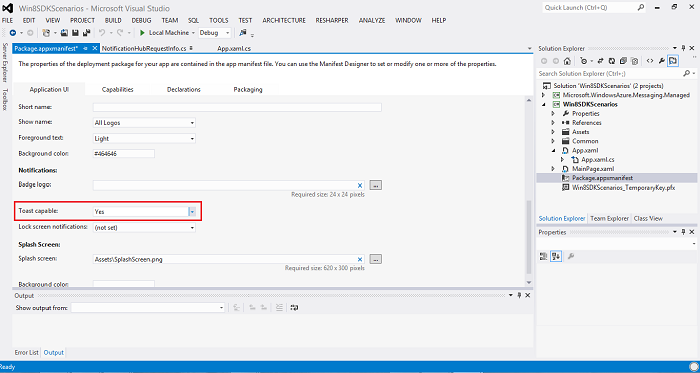 Win8SDKScenarios - Microsoft Visual Studio
Quick Launch (Ctrl+Q)
FILE EDIT VIEW PROJECT BUILD DEBUG TEAM SQL TOOLS TEST ARCHITECTURE RESHARPER ANALYZE WINDOW HELP
Local Machine Debug
Server Explorer
Toolbox
Package.appxmanifest* NotificationHubRequestInfo.cs App.xaml.cs
The properties of the deployment package for your app are contained in the app manifest file. You can use the Manifest Designer to set or modify one or more of the properties.
Application UI Capabilities Declarations Packaging
Short name:
Show name: All Logos
Foreground text: Light
Background color: #464646
Notifications:
Badge logo: X ...
Required size: 24 x 24 pixels
Toast capable: Yes
Lock screen notifications: (not set)
Splash Screen:
Splash screen: Assets\SplashScreen.png X ...
Required size: 620 x 300 pixels
Background color
Output
Show output from:
Error List Output
Ready
Solution Explorer
Search Solution Explorer (Ctrl+;)
Solution 'Win8SDKScenarios' (2 projects)
Microsoft.WindowsAzure.Messaging.Managed
Win8SDKScenarios
Properties
References
Assets
Common
App.xaml
App.xaml.cs
MainPage.xaml
Package.appxmanifest
Win8SDKScenarios_TemporaryKey.pfx
Solution Explorer Team Explorer Class View
Properties